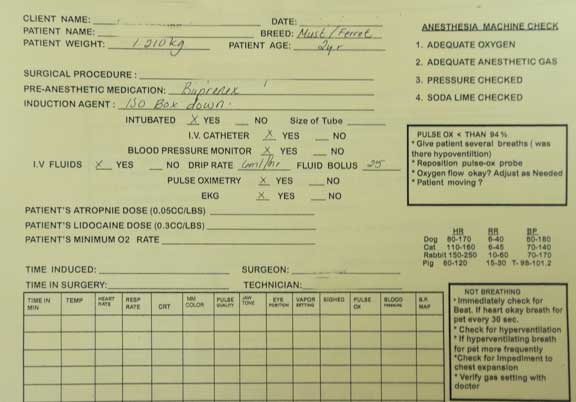 CLIENT NAME: DATE:
PATIENT NAME: BREED: Must/Ferret
PATIENT WEIGHT: 1.210kg PATIENT AGE: 2yr
SURGICAL PROCEDURE:
PRE-ANESTHETIC MEDICATION: Buprenex
INDUCTION AGENT: ISO Box down.
INTUBATED X YES NO Size of Tube
I.V. CATHETER X YES NO
BLOOD PRESSURE MONITOR X YES NO
I.V FLUIDS X YES NO DRIP RATE 6ml/hr FLUID BOLUS 25
PULSE OXIMETRY X YES NO
EKG X YES NO
PATIENT'S ATROPNIE DOSE (0.05CC/LBS)
PATIENT'S LIDOCAINE DOSE (0.3CC/LBS)
PATIENT'S MINIMUM O2 RATE
TIME INDUCED: SURGEON:
TIME IN SURGERY: TECHNICIAN:
TIME IN MIN TEMP HEART RATE RESP RATE CRT MM COLOR PULSE QUALITY JAW TONE EYE POSITION VAPOR SETTING SIGHED PULSE OX BLOOD PRESSURE B.P. MAP
ANESTHESIA MACHINE CHECK
1. ADEQUATE OXYGEN
2. ADEQUATE ANESTHETIC GAS
3. PRESSURE CHECKED
4. SODA LIME CHECKED
PULSE OX < THAN 94%
* Give patient several breaths ( was
there hypoventiltion)
* Reposition pulse-ox probe
* Oxygen flow okay? Adjust as Needed
* Patient moving ?
HR RR BP
Dog 80-170 6-40 60-180
Cat 110-160 6-45 70-140
Rabbit 150-250 10-60 70-170
Pig 60-120 15-30 T- 98-101.2
NOT BREATHING
* Immediately check for
Beat. If heart okay breath for
pet every 30 sec.
* Check for hyperventilation
* If hyperventilating breath
for pet more frequently
*Check for Impediment to
chest expansion
* Verify gas setting with
doctor